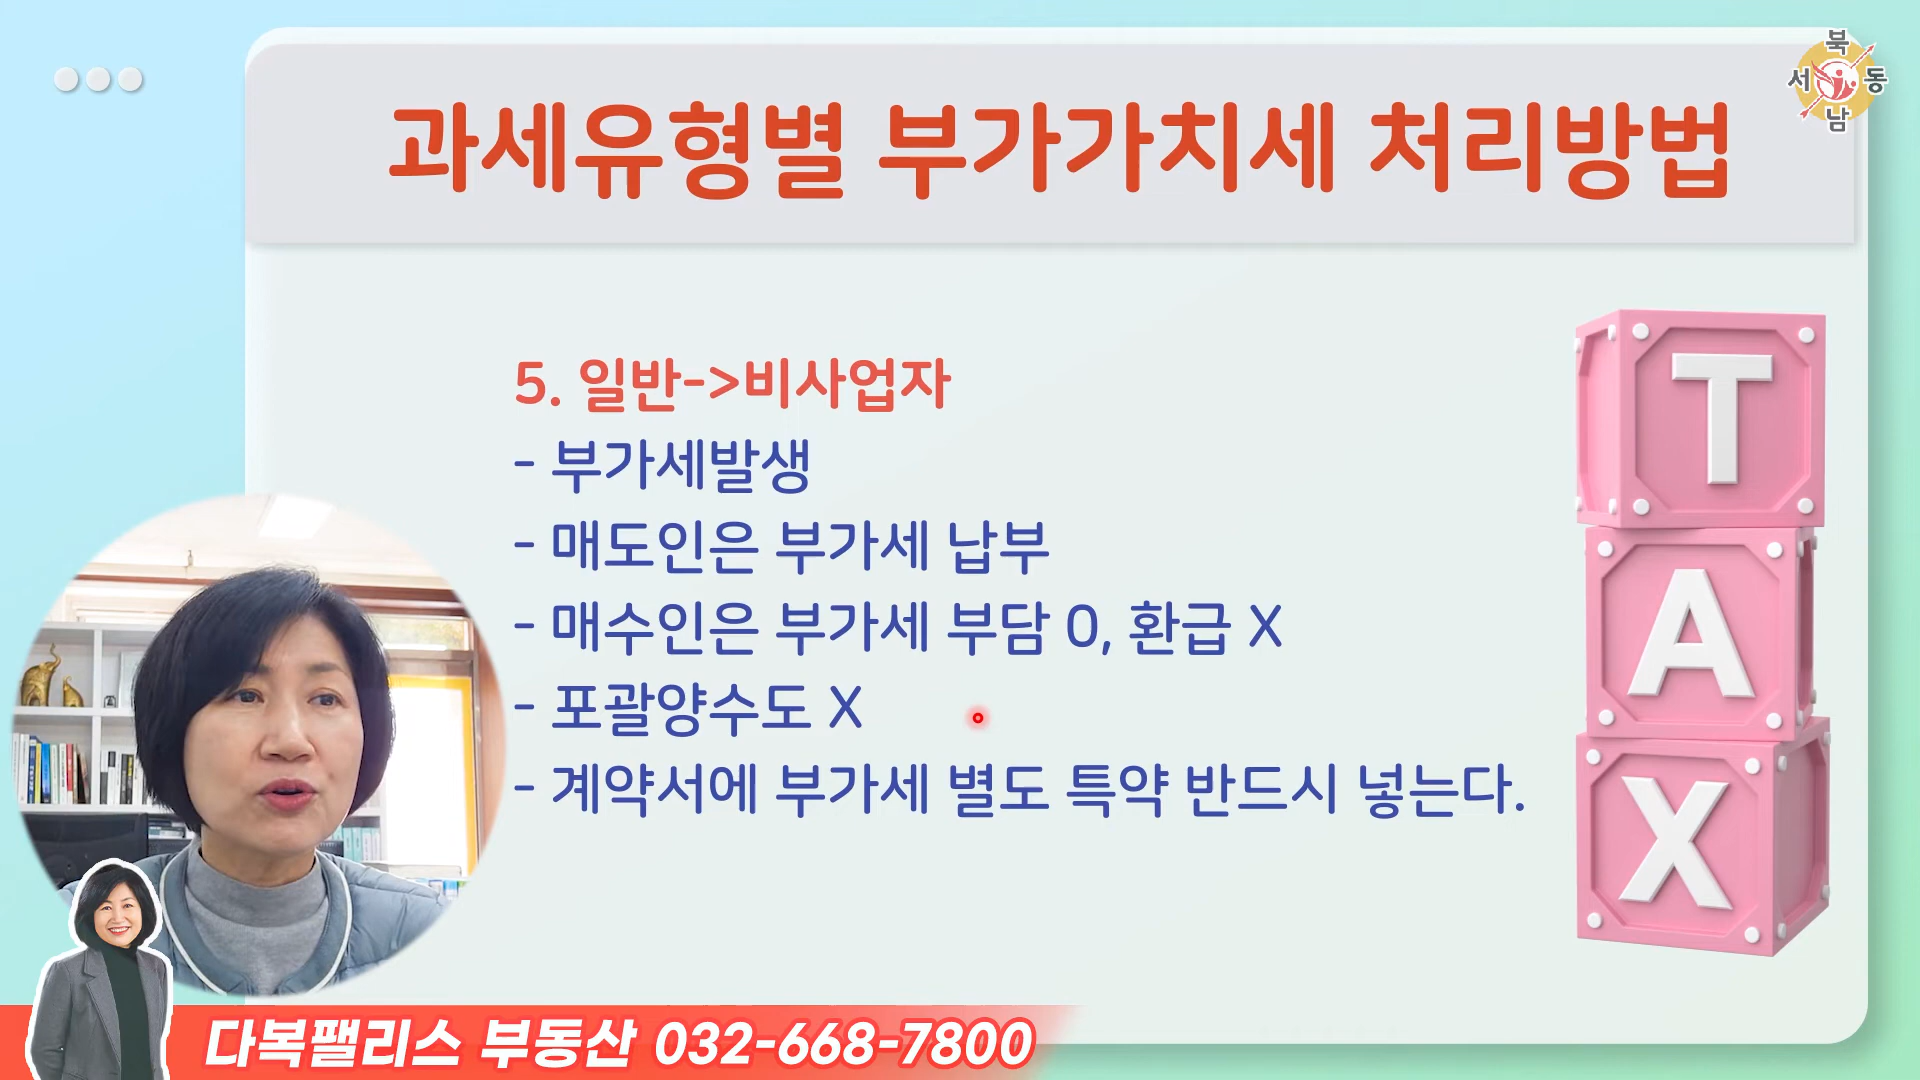 과세유형별 부가가치세 처리방법
북
서 동
남
5. 일반->비사업자
- 부가세발생
- 매도인은 부가세 납부
- 매수인은 부가세 부담 0, 환급 X
- 포괄양수도 X
- 계약서에 부가세 별도 특약 반드시 넣는다.
T
A
X
다복팰리스 부동산 032-668-7800